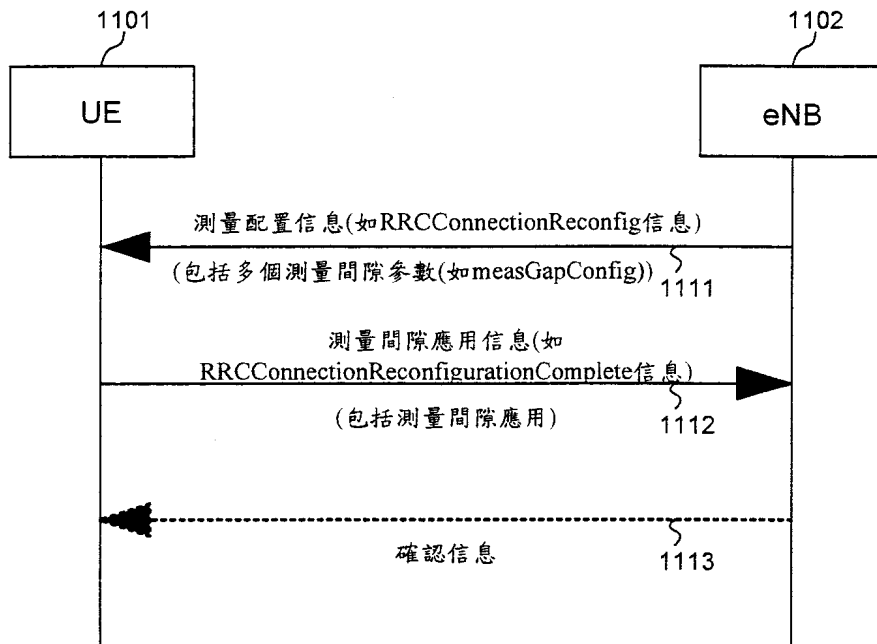 1101
1102
UE
eNB
測量配置信息(如RRCConnectionReconfig信息)
(包括多個測量間隙參數(如measGapConfig))
1111
測量間隙應用信息(如
RRCConnectionReconfigurationComplete信息)
(包括測量間隙應用)
1112
確認信息
1113